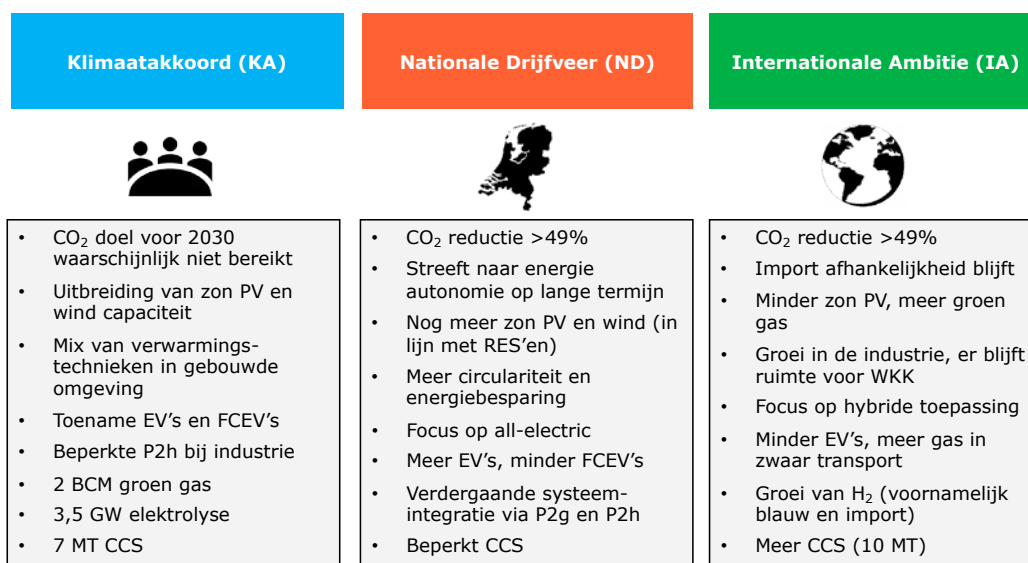 Klimaatakkoord (KA)
• CO₂ doel voor 2030
waarschijnlijk niet bereikt
• Uitbreiding van zon PV en
wind capaciteit
• Mix van verwarmings-
technieken in gebouwde
omgeving
• Toename EV’s en FCEV’s
• Beperkte P2h bij industrie
• 2 BCM groen gas
• 3,5 GW elektrolyse
• 7 MT CCS
Nationale Drijfveer (ND)
• CO₂ reductie >49%
• Streeft naar energie
autonomie op lange termijn
• Nog meer zon PV en wind (in
lijn met RES’en)
• Meer circulariteit en
energiebesparing
• Focus op all-electric
• Meer EV’s, minder FCEV’s
• Verdergaande systeem-
integratie via P2g en P2h
• Beperkt CCS
Internationale Ambitie (IA)
• CO₂ reductie >49%
• Import afhankelijkheid blijft
• Minder zon PV, meer groen
gas
• Groei in de industrie, er blijft
ruimte voor WKK
• Focus op hybride toepassing
• Minder EV’s, meer gas in
zwaar transport
• Groei van H₂ (voornamelijk
blauw en import)
• Meer CCS (10 MT)